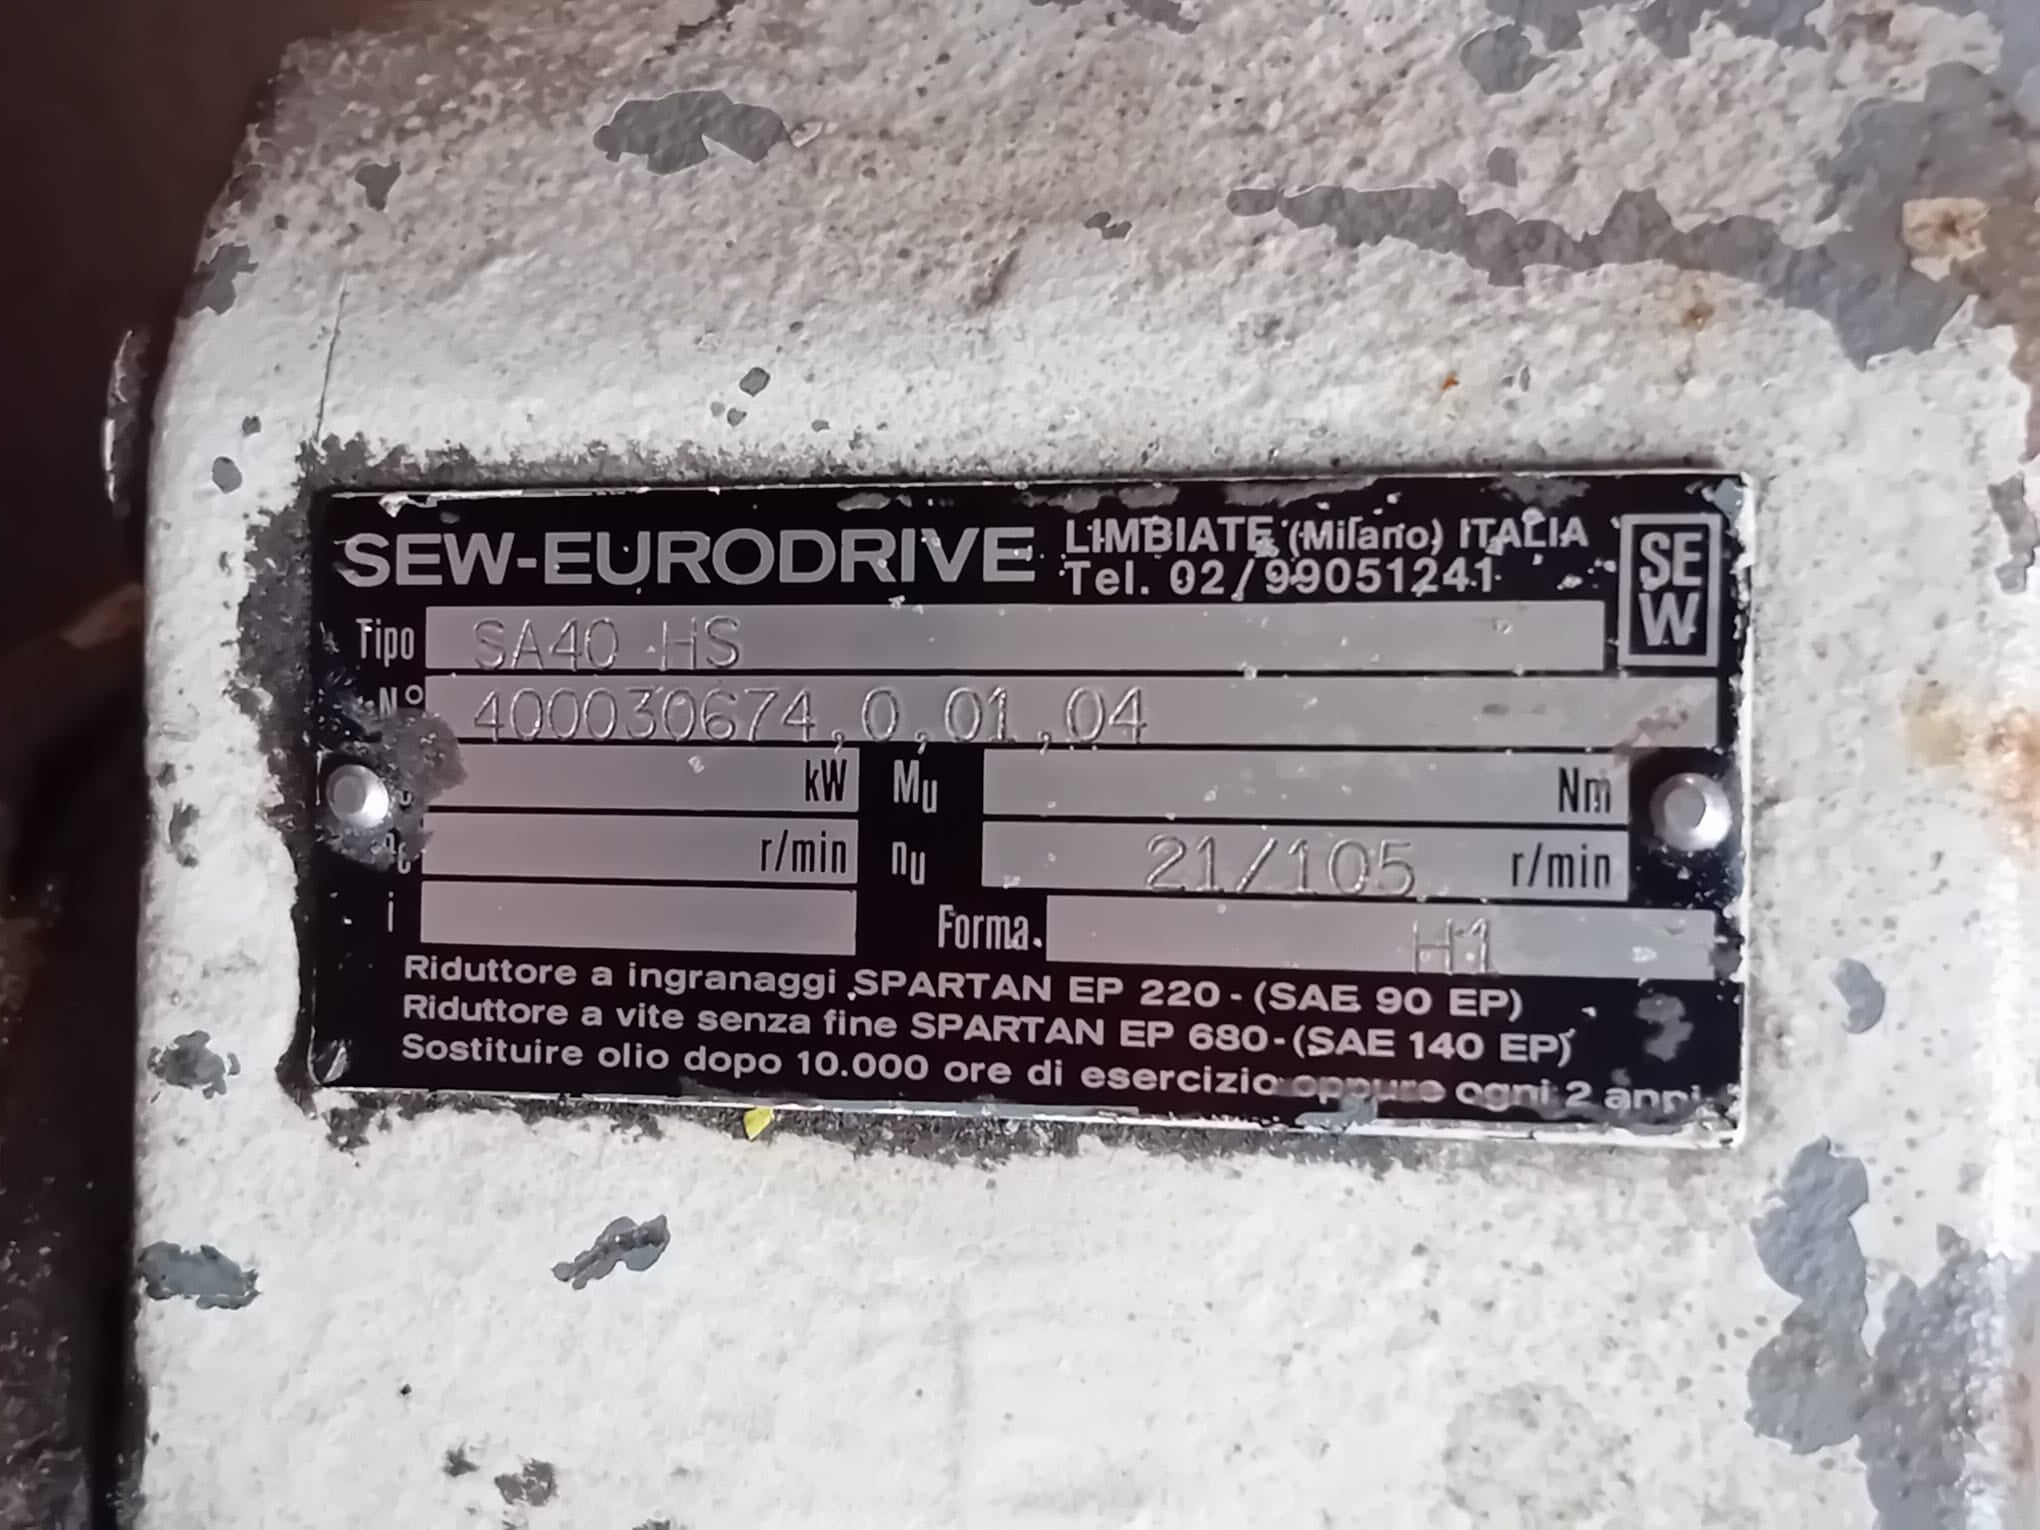 SEW-EURODRIVE LIMBIATE (Milano) ITALIA
Tel. 02/99051241
SE
W
Tipo SA40 HS
N° 400030674,0,01,04
kW Mu Nm
r/min nu 21/105 r/min
i Forma. H1
Riduttore a ingranaggi SPARTAN EP 220 - (SAE 90 EP)
Riduttore a vite senza fine SPARTAN EP 680 - (SAE 140 EP)
Sostituire olio dopo 10.000 ore di esercizio oppure ogni 2 anni